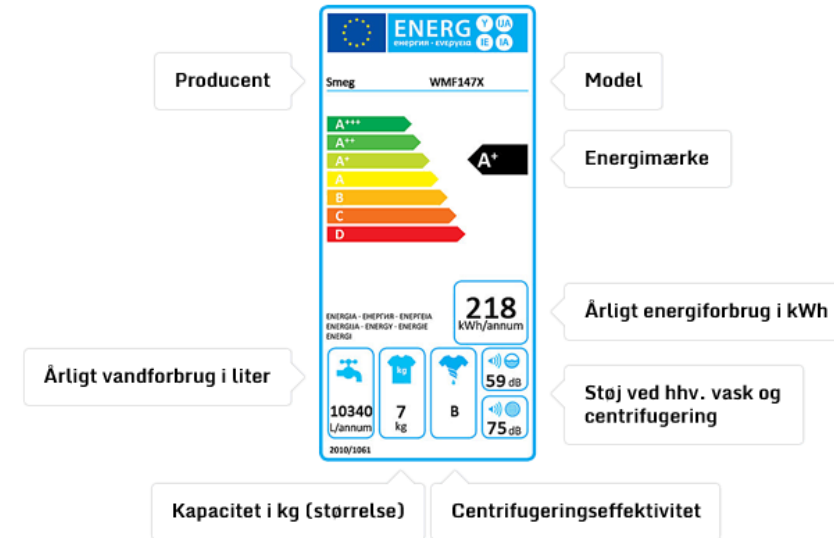 ENERG Y UA
енергия · ενεργεια IE IA
Producent
Smeg WMF147X
Model
A+++
A++
A+
A
B
C
D
A+
Energimærke
218
kWh/annum
Årligt energiforbrug i kWh
ENERGIA - ЕНЕРГИЯ - ΕΝΕΡΓΕΙΑ
ENERGIJA - ENERGY - ENERGIE
ENERGI
Årligt vandforbrug i liter
10340
L/annum
kg
7
kg
B
59 dB
75 dB
Støj ved hhv. vask og
centrifugering
2010/1061
Kapacitet i kg (størrelse)
Centrifugeringseffektivitet